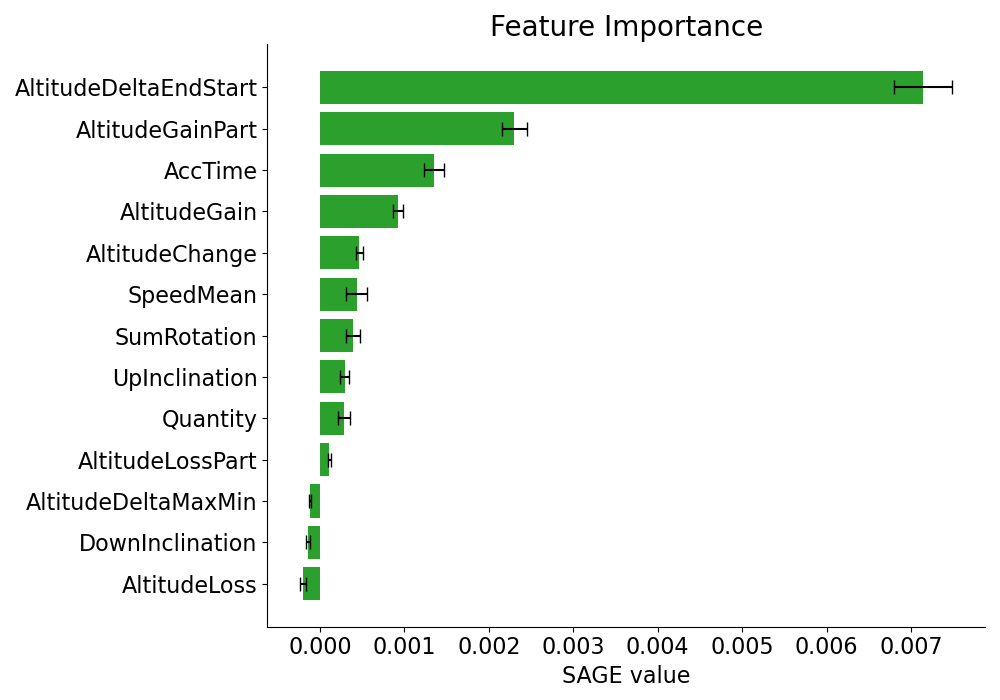 Feature Importance
AltitudeDeltaEndStart
AltitudeGainPart
AccTime
AltitudeGain
AltitudeChange
SpeedMean
SumRotation
UpInclination
Quantity
AltitudeLossPart
AltitudeDeltaMaxMin
DownInclination
AltitudeLoss
0.000 0.001 0.002 0.003 0.004 0.005 0.006 0.007
SAGE value